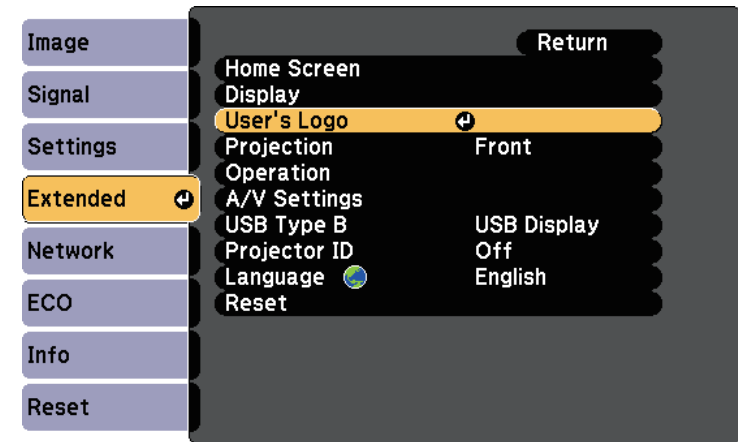 Image
Signal
Settings
Extended
Network
ECO
Info
Reset
Return
Home Screen
Display
User's Logo
Projection Front
Operation
A/V Settings
USB Type B USB Display
Projector ID Off
Language English
Reset